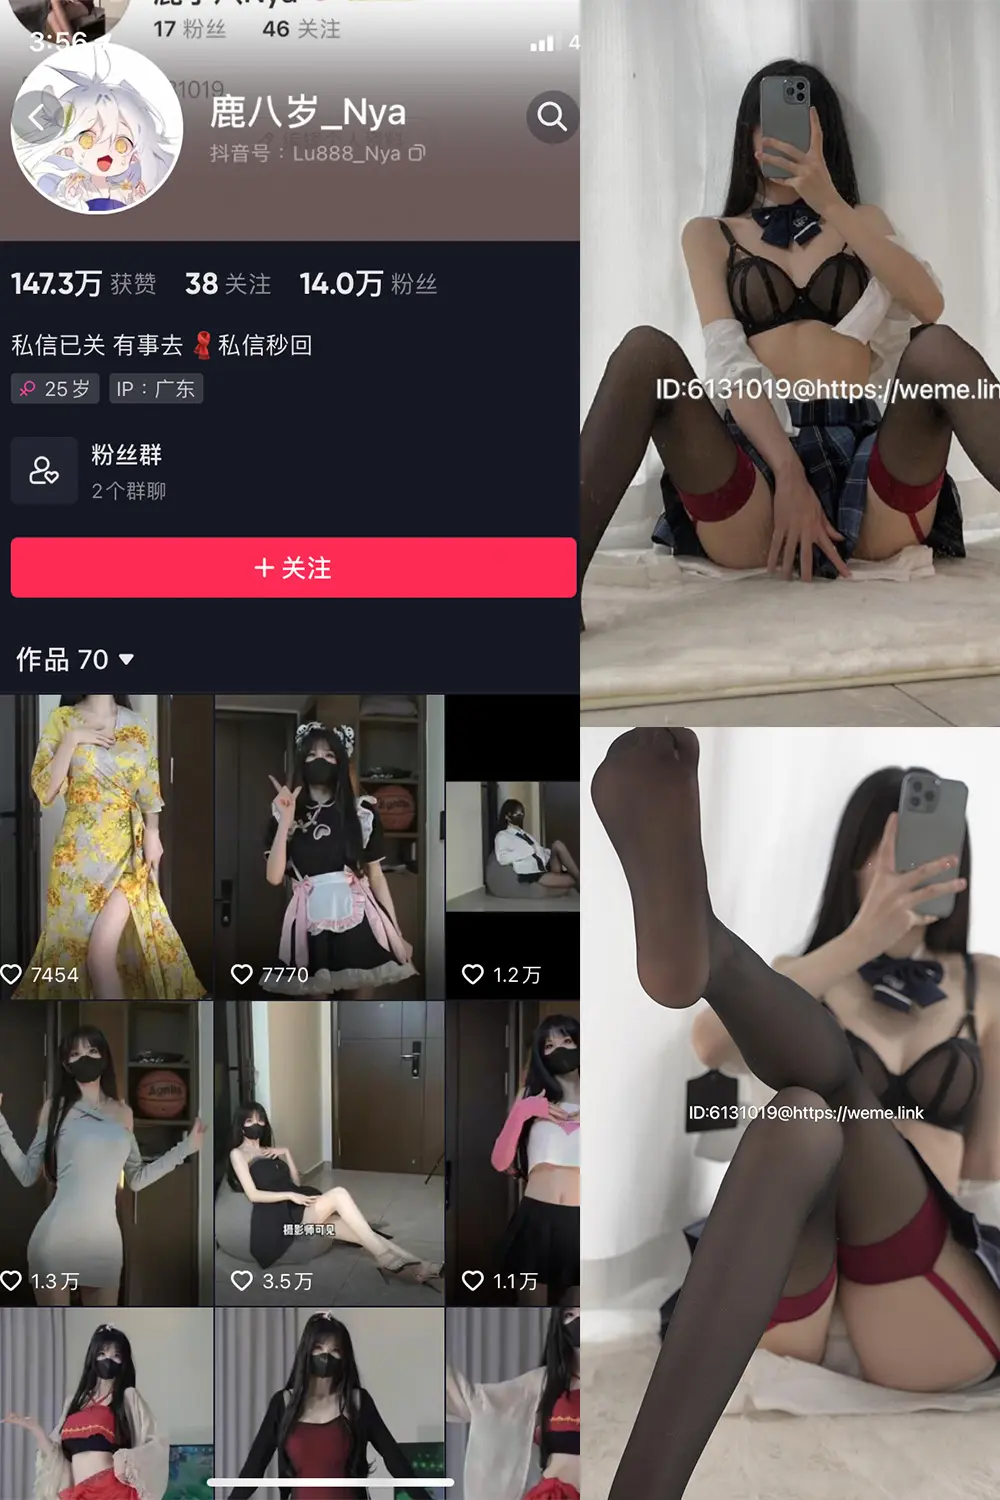 17 粉丝 46 关注
3:56
鹿八岁_Nya
抖音号：Lu888_Nya
147.3万 获赞 38 关注 14.0万 粉丝
私信已关 有事去 私信秒回
25岁 IP：广东
粉丝群
2个群聊
+ 关注
作品 70
7454
7770
1.2万
1.3万
摄影师可见
3.5万
1.1万
ID:6131019@https://weme.lin
ID:6131019@https://weme.link